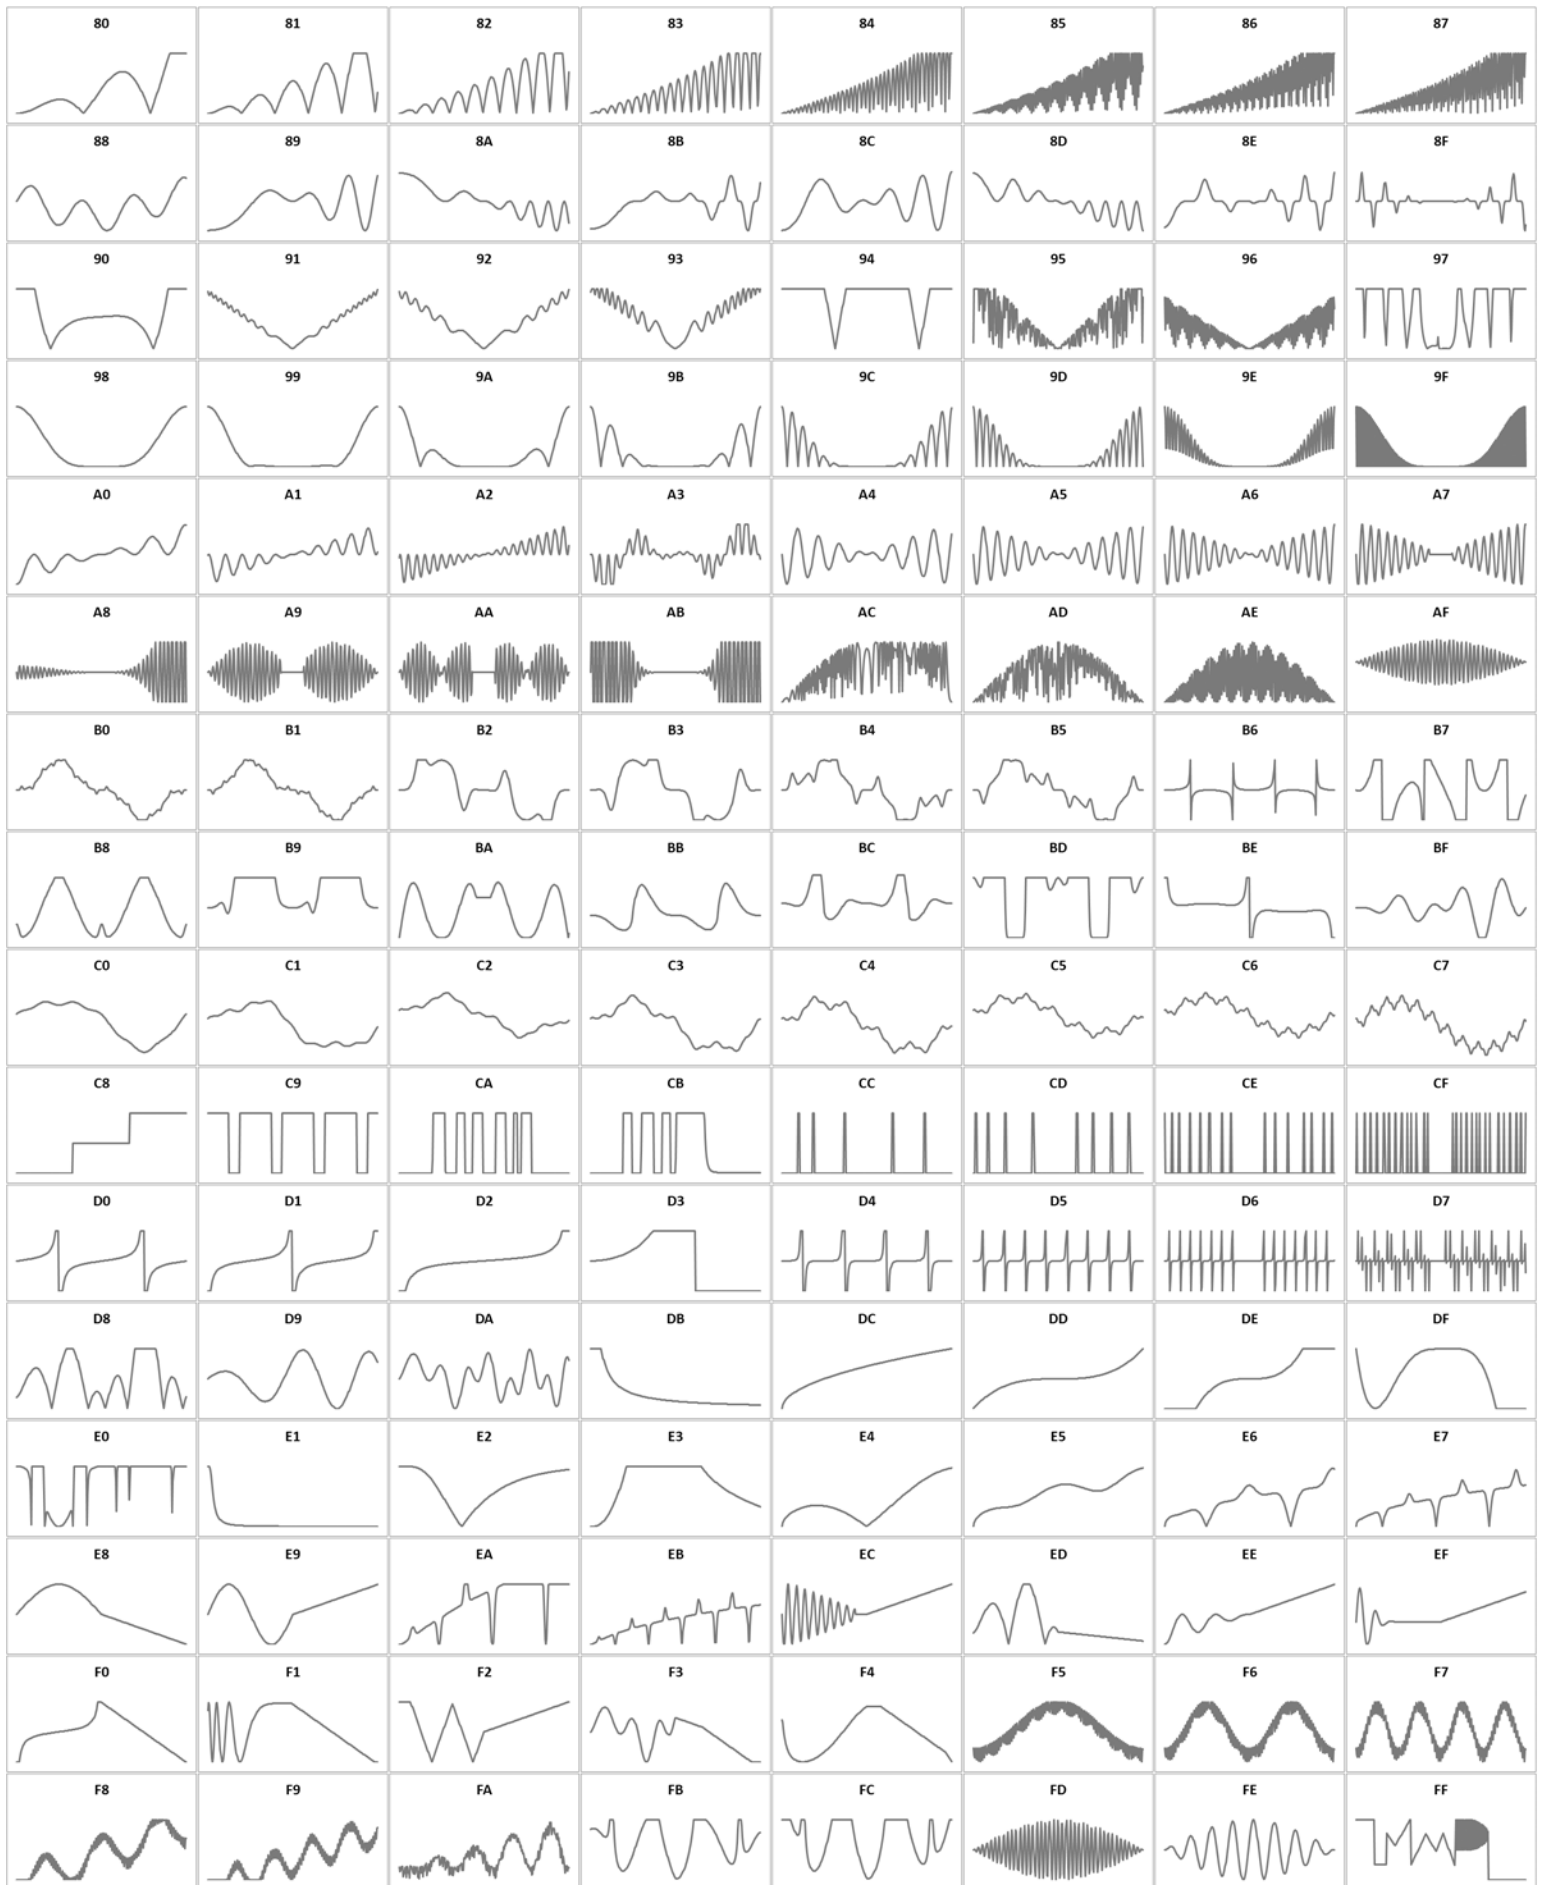 80 81 82 83 84 85 86 87
88 89 8A 8B 8C 8D 8E 8F
90 91 92 93 94 95 96 97
98 99 9A 9B 9C 9D 9E 9F
A0 A1 A2 A3 A4 A5 A6 A7
A8 A9 AA AB AC AD AE AF
B0 B1 B2 B3 B4 B5 B6 B7
B8 B9 BA BB BC BD BE BF
C0 C1 C2 C3 C4 C5 C6 C7
C8 C9 CA CB CC CD CE CF
D0 D1 D2 D3 D4 D5 D6 D7
D8 D9 DA DB DC DD DE DF
E0 E1 E2 E3 E4 E5 E6 E7
E8 E9 EA EB EC ED EE EF
F0 F1 F2 F3 F4 F5 F6 F7
F8 F9 FA FB FC FD FE FF